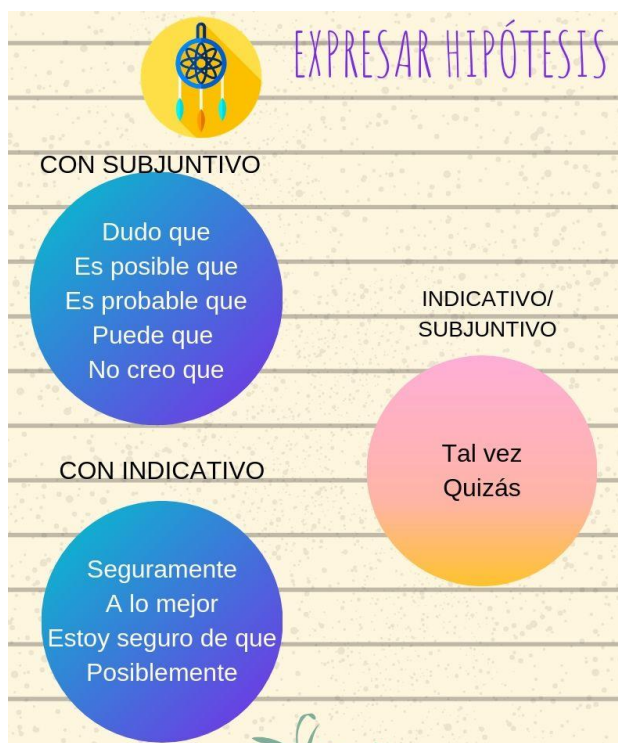 EXPRESAR HIPÓTESIS
CON SUBJUNTIVO
Dudo que
Es posible que
Es probable que
Puede que
No creo que
INDICATIVO/
SUBJUNTIVO
Tal vez
Quizás
CON INDICATIVO
Seguramente
A lo mejor
Estoy seguro de que
Posiblemente